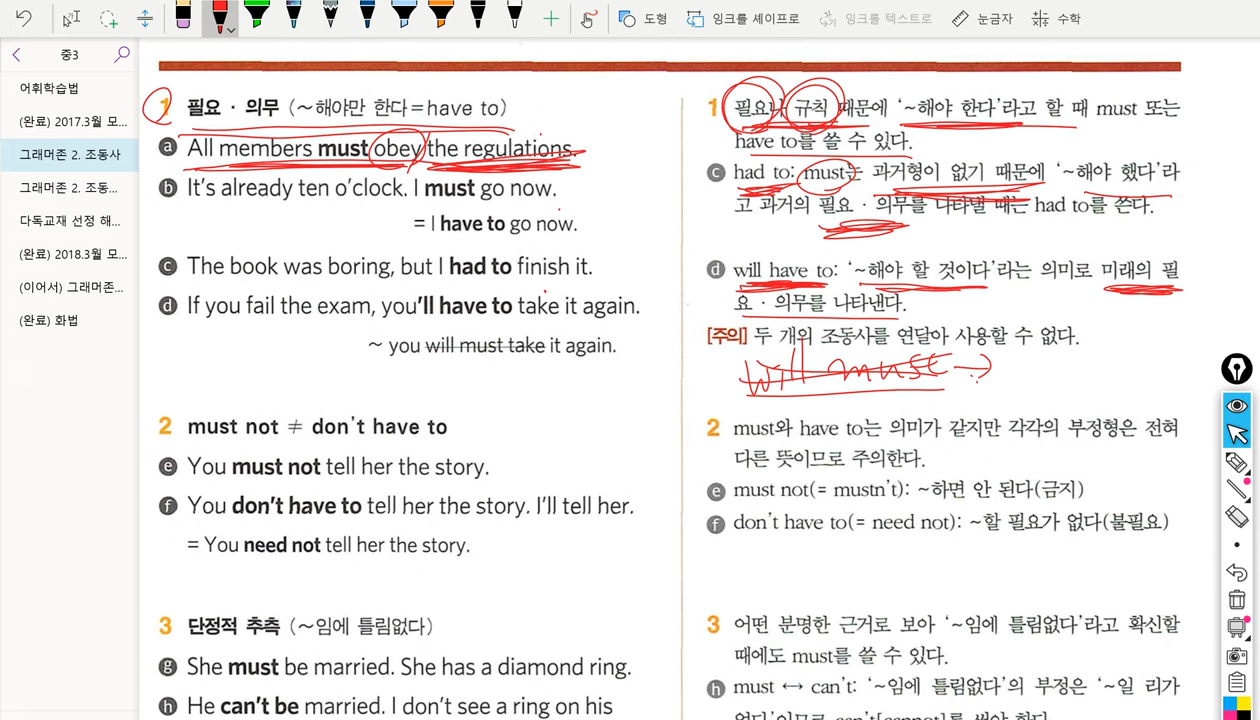 도형
잉크를 셰이프로
잉크를 텍스트로
눈금자
수학
중3
어휘학습법
(완료) 2017.3월 모...
그래머존 2. 조동사
그래머존 2. 조동...
다독교재 선정 해...
(완료) 2018.3월 모...
(이어서) 그래머존...
(완료) 화법
1 필요 · 의무 (～해야만 한다=have to)
ⓐ All members must obey the regulations.
ⓑ It's already ten o'clock. I must go now.
= I have to go now.
ⓒ The book was boring, but I had to finish it.
ⓓ If you fail the exam, you'll have to take it again.
~ you will must take it again.
2 must not ≠ don't have to
ⓔ You must not tell her the story.
ⓕ You don't have to tell her the story. I'll tell her.
= You need not tell her the story.
3 단정적 추측 (～임에 틀림없다)
ⓖ She must be married. She has a diamond ring.
ⓗ He can't be married. I don't see a ring on his
1 필요나 규칙 때문에 '～해야 한다'라고 할 때 must 또는
have to를 쓸 수 있다.
ⓒ had to: must는 과거형이 없기 때문에 '～해야 했다'라
고 과거의 필요 · 의무를 나타낼 때는 had to를 쓴다.
ⓓ will have to: '～해야 할 것이다'라는 의미로 미래의 필
요 · 의무를 나타낸다.
[주의] 두 개의 조동사를 연달아 사용할 수 없다.
will must
2 must와 have to는 의미가 같지만 각각의 부정형은 전혀
다른 뜻이므로 주의한다.
ⓔ must not(= mustn't): ～하면 안 된다(금지)
ⓕ don't have to(= need not): ～할 필요가 없다(불필요)
3 어떤 분명한 근거로 보아 '～임에 틀림없다'라고 확신할
때에도 must를 쓸 수 있다.
ⓗ must ↔ can't: '～임에 틀림없다'의 부정은 '～일 리가
없다'이므로 can't[cannot]를 써야 한다.